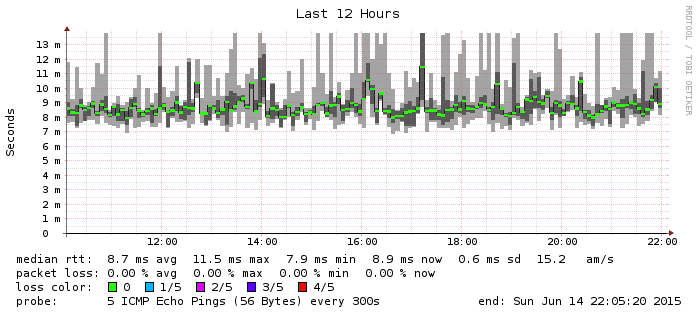 Last 12 Hours
RRDTOOL / TOBI OETIKER
Seconds
13 m
12 m
11 m
10 m
9 m
8 m
7 m
6 m
5 m
4 m
3 m
2 m
1 m
0
12:00 14:00 16:00 18:00 20:00 22:00
median rtt: 8.7 ms avg 11.5 ms max 7.9 ms min 8.9 ms now 0.6 ms sd 15.2 am/s
packet loss: 0.00 % avg 0.00 % max 0.00 % min 0.00 % now
loss color: 0 1/5 2/5 3/5 4/5
probe: 5 ICMP Echo Pings (56 Bytes) every 300s end: Sun Jun 14 22:05:20 2015